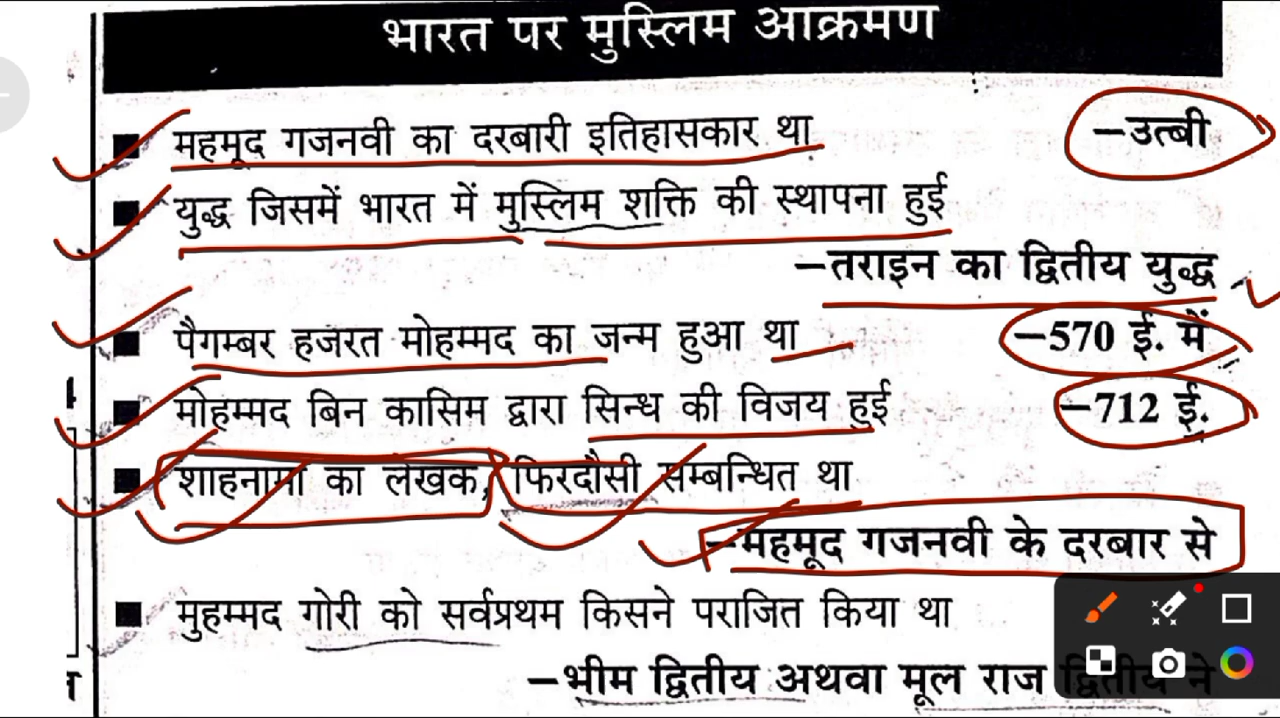 भारत पर मुस्लिम आक्रमण
■ महमूद गजनवी का दरबारी इतिहासकार था –उत्बी
■ युद्ध जिसमें भारत में मुस्लिम शक्ति की स्थापना हुई
–तराइन का द्वितीय युद्ध
■ पैगम्बर हजरत मोहम्मद का जन्म हुआ था –570 ई. में
■ मोहम्मद बिन कासिम द्वारा सिन्ध की विजय हुई –712 ई.
■ शाहनामा का लेखक, फिरदौसी सम्बन्धित था
–महमूद गजनवी के दरबार से
■ मुहम्मद गोरी को सर्वप्रथम किसने पराजित किया था
–भीम द्वितीय अथवा मूल राज द्वितीय ने